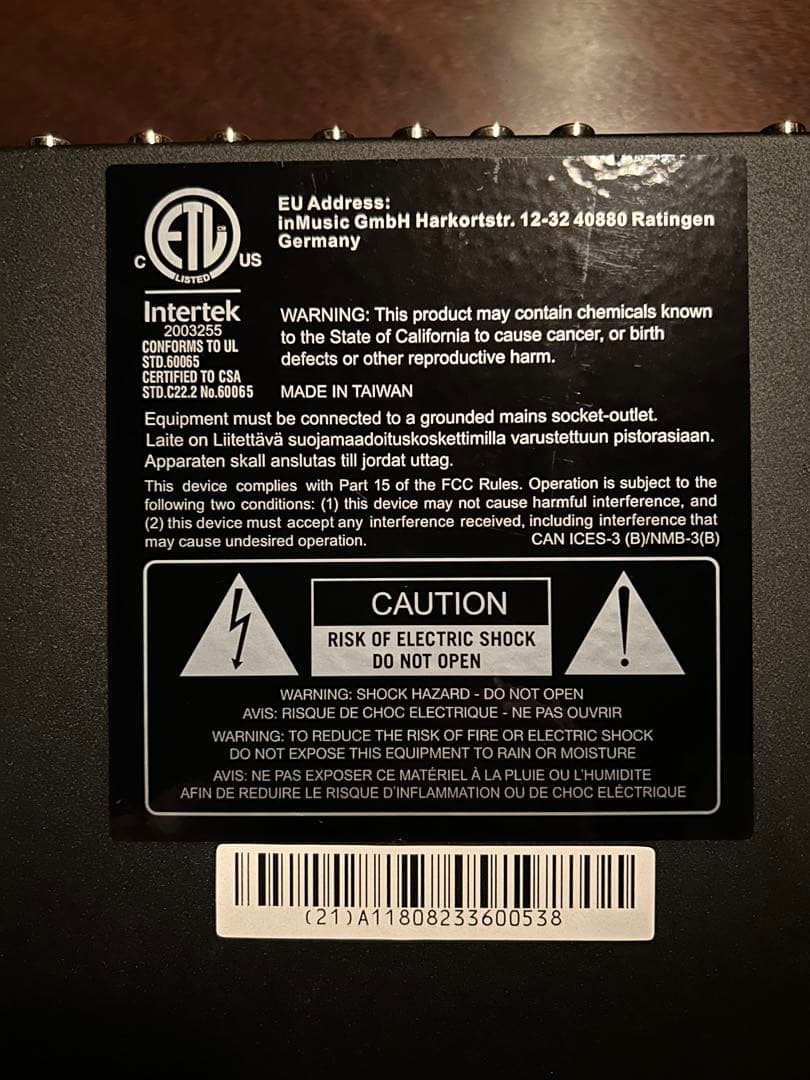 ETL CM
LISTED
C US
Intertek
2003255
CONFORMS TO UL
STD.60065
CERTIFIED TO CSA
STD.C22.2 No.60065
EU Address:
inMusic GmbH Harkortstr. 12-32 40880 Ratingen
Germany
WARNING: This product may contain chemicals known
to the State of California to cause cancer, or birth
defects or other reproductive harm.
MADE IN TAIWAN
Equipment must be connected to a grounded mains socket-outlet.
Laite on Liitettävä suojamaadoituskoskettimilla varustettuun pistorasiaan.
Apparaten skall anslutas till jordat uttag.
This device complies with Part 15 of the FCC Rules. Operation is subject to the
following two conditions: (1) this device may not cause harmful interference, and
(2) this device must accept any interference received, including interference that
may cause undesired operation. CAN ICES-3 (B)/NMB-3(B)
CAUTION
RISK OF ELECTRIC SHOCK
DO NOT OPEN
WARNING: SHOCK HAZARD - DO NOT OPEN
AVIS: RISQUE DE CHOC ELECTRIQUE - NE PAS OUVRIR
WARNING: TO REDUCE THE RISK OF FIRE OR ELECTRIC SHOCK
DO NOT EXPOSE THIS EQUIPMENT TO RAIN OR MOISTURE
AVIS: NE PAS EXPOSER CE MATÉRIEL À LA PLUIE OU L'HUMIDITE
AFIN DE REDUIRE LE RISQUE D'INFLAMMATION OU DE CHOC ELÉCTRIQUE
(21)A11808233600538